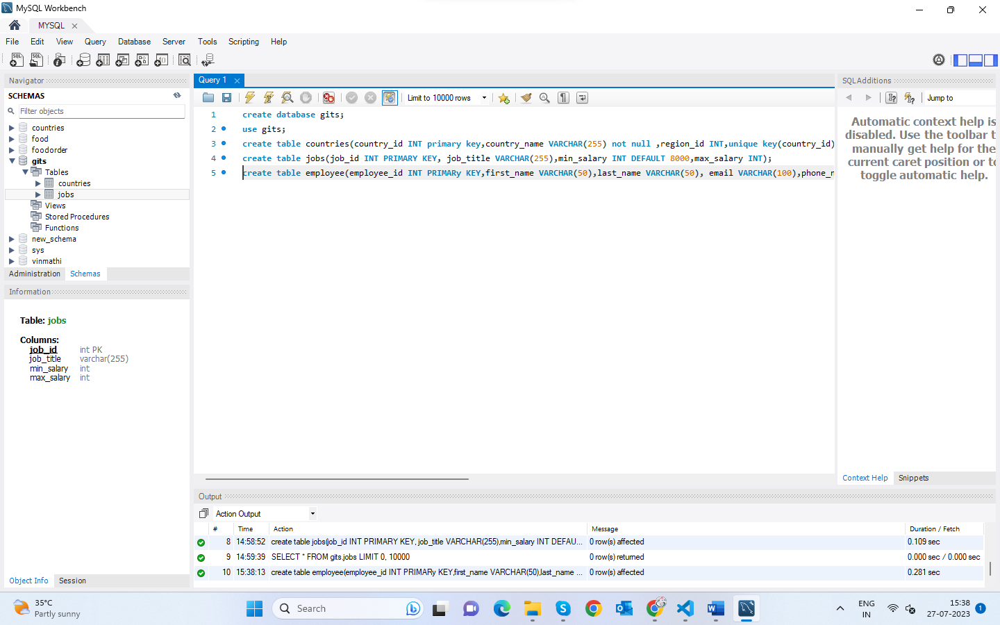 MySQL Workbench
MYSQL
File Edit View Query Database Server Tools Scripting Help
Navigator
SCHEMAS
Filter objects
countries
food
foodorder
gits
Tables
countries
jobs
Views
Stored Procedures
Functions
new_schema
sys
vinmathi
Administration Schemas
Information
Table: jobs
Columns:
job_id int PK
job_title varchar(255)
min_salary int
max_salary int
Object Info Session
Query 1
Limit to 10000 rows
1 create database gits;
2 use gits;
3 create table countries(country_id INT primary key,country_name VARCHAR(255) not null ,region_id INT,unique key(country_id)
4 create table jobs(job_id INT PRIMARY KEY, job_title VARCHAR(255),min_salary INT DEFAULT 8000,max_salary INT);
5 create table employee(employee_id INT PRIMARy KEY,first_name VARCHAR(50),last_name VARCHAR(50), email VARCHAR(100),phone_n
SQLAdditions
Jump to
Automatic context help is
disabled. Use the toolbar t
manually get help for the
current caret position or to
toggle automatic help.
Context Help Snippets
Output
Action Output
# Time Action Message Duration / Fetch
8 14:58:52 create table jobs(job_id INT PRIMARY KEY, job_title VARCHAR(255),min_salary INT DEFAU... 0 row(s) affected 0.109 sec
9 14:59:39 SELECT * FROM gits.jobs LIMIT 0, 10000 0 row(s) returned 0.000 sec / 0.000 sec
10 15:38:13 create table employee(employee_id INT PRIMARy KEY,first_name VARCHAR(50),last_name ... 0 row(s) affected 0.281 sec
35°C
Partly sunny
Search
ENG
IN
15:38
27-07-2023
1